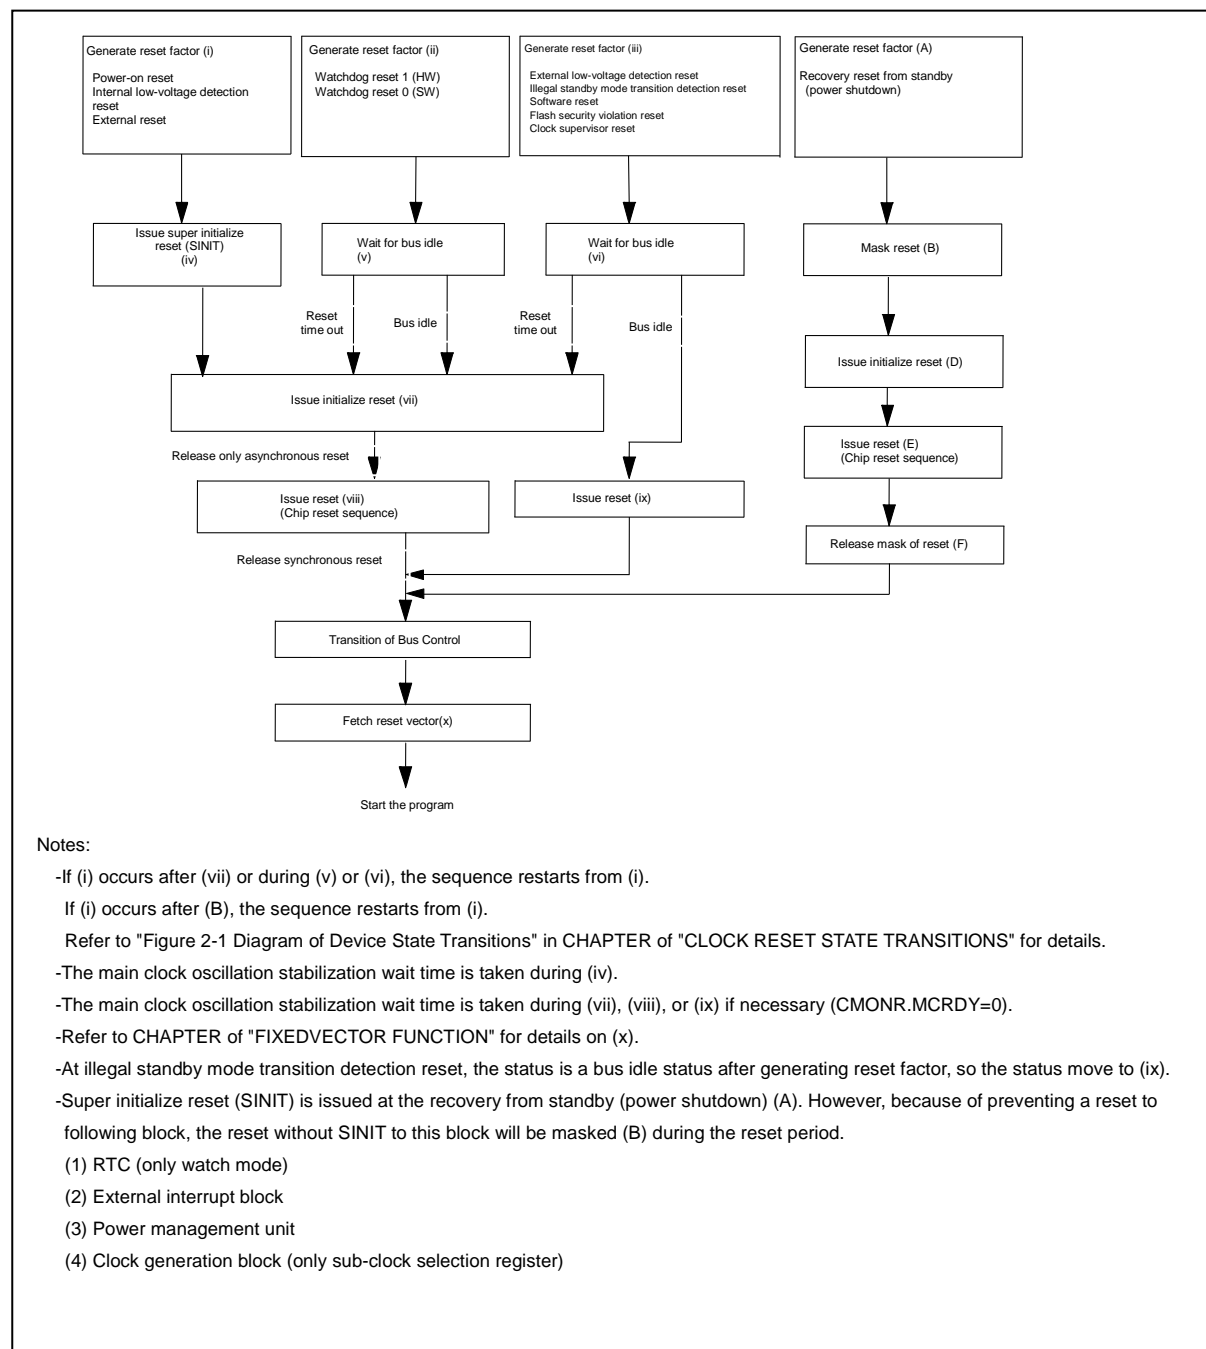 Generate reset factor (i)
Power-on reset
Internal low-voltage detection
reset
External reset
Generate reset factor (ii)
Watchdog reset 1 (HW)
Watchdog reset 0 (SW)
Generate reset factor (iii)
External low-voltage detection reset
Illegal standby mode transition detection reset
Software reset
Flash security violation reset
Clock supervisor reset
Generate reset factor (A)
Recovery reset from standby
(power shutdown)
Issue super initialize
reset (SINIT)
(iv)
Wait for bus idle
(v)
Wait for bus idle
(vi)
Mask reset (B)
Reset
time out
Bus idle
Reset
time out
Bus idle
Issue initialize reset (D)
Issue initialize reset (vii)
Issue reset (E)
(Chip reset sequence)
Release only asynchronous reset
Issue reset (viii)
(Chip reset sequence)
Issue reset (ix)
Release mask of reset (F)
Release synchronous reset
Transition of Bus Control
Fetch reset vector(x)
Start the program
Notes:
-If (i) occurs after (vii) or during (v) or (vi), the sequence restarts from (i).
If (i) occurs after (B), the sequence restarts from (i).
Refer to "Figure 2-1 Diagram of Device State Transitions" in CHAPTER of "CLOCK RESET STATE TRANSITIONS" for details.
-The main clock oscillation stabilization wait time is taken during (iv).
-The main clock oscillation stabilization wait time is taken during (vii), (viii), or (ix) if necessary (CMONR.MCRDY=0).
-Refer to CHAPTER of "FIXEDVECTOR FUNCTION" for details on (x).
-At illegal standby mode transition detection reset, the status is a bus idle status after generating reset factor, so the status move to (ix).
-Super initialize reset (SINIT) is issued at the recovery from standby (power shutdown) (A). However, because of preventing a reset to
following block, the reset without SINIT to this block will be masked (B) during the reset period.
(1) RTC (only watch mode)
(2) External interrupt block
(3) Power management unit
(4) Clock generation block (only sub-clock selection register)